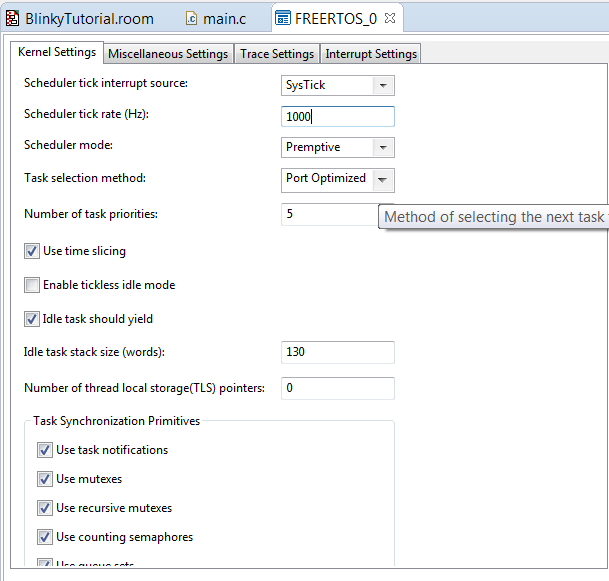 BlinkyTutorial.room main.c FREERTOS_0
Kernel Settings Miscellaneous Settings Trace Settings Interrupt Settings
Scheduler tick interrupt source: SysTick
Scheduler tick rate (Hz): 1000
Scheduler mode: Premptive
Task selection method: Port Optimized
Number of task priorities: 5
Method of selecting the next task
Use time slicing
Enable tickless idle mode
Idle task should yield
Idle task stack size (words): 130
Number of thread local storage(TLS) pointers: 0
Task Synchronization Primitives
Use task notifications
Use mutexes
Use recursive mutexes
Use counting semaphores
Use queue sets